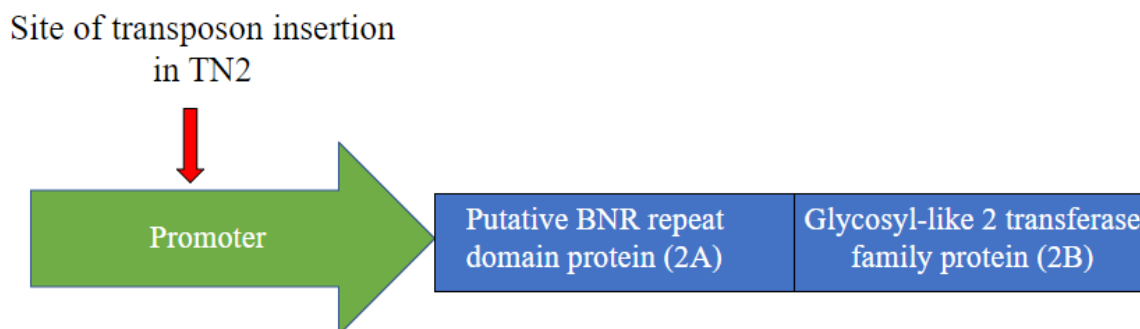 Site of transposon insertion
in TN2
Promoter
Putative BNR repeat
domain protein (2A)
Glycosyl-like 2 transferase
family protein (2B)